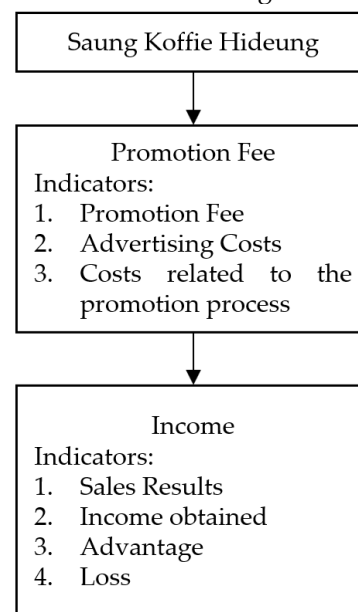 Saung Koffie Hideung
Promotion Fee
Indicators:
1. Promotion Fee
2. Advertising Costs
3. Costs related to the
promotion process
Income
Indicators:
1. Sales Results
2. Income obtained
3. Advantage
4. Loss